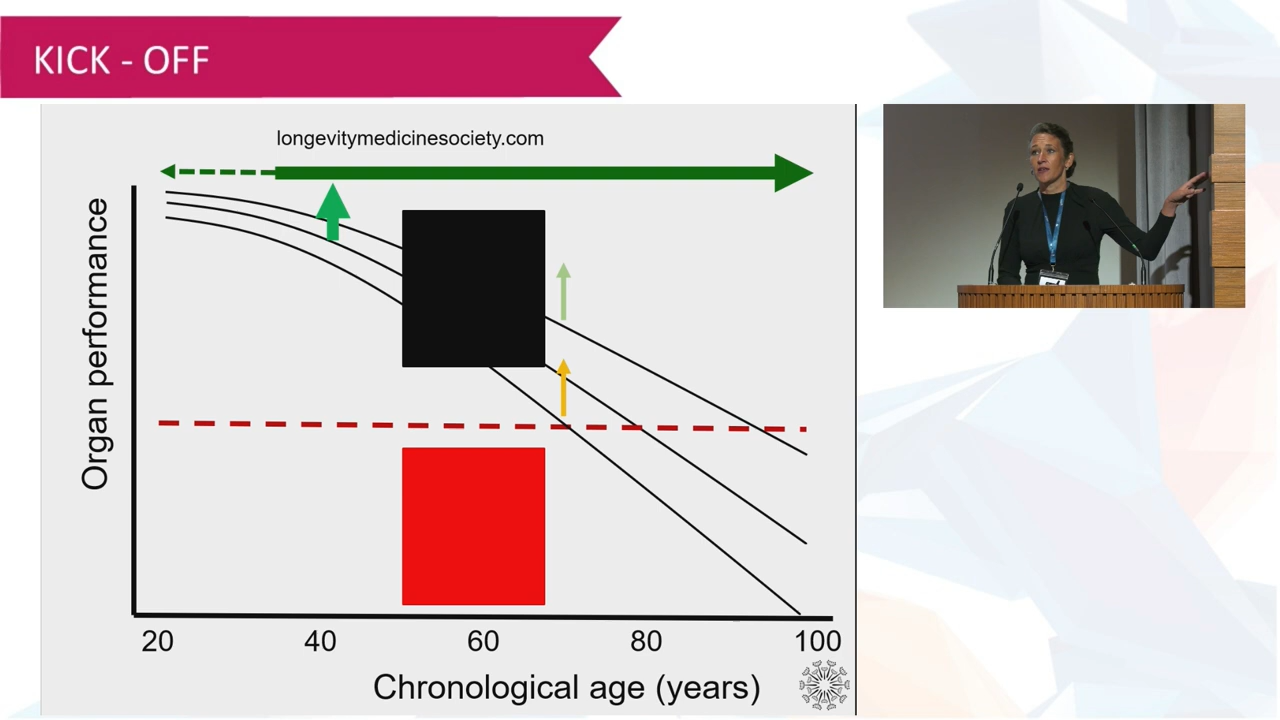 KICK - OFF
longevitymedicinesociety.com
Organ performance
20 40 60 80 100
Chronological age (years)